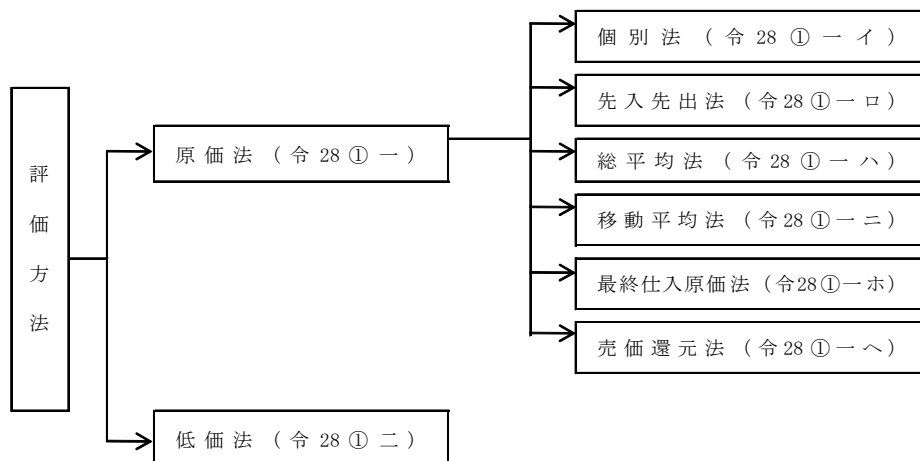 評価方法
原価法（令28①一）
低価法（令28①二）
個別法（令28①一イ）
先入先出法（令28①一ロ）
総平均法（令28①一ハ）
移動平均法（令28①一ニ）
最終仕入原価法（令28①一ホ）
売価還元法（令28①一ヘ）